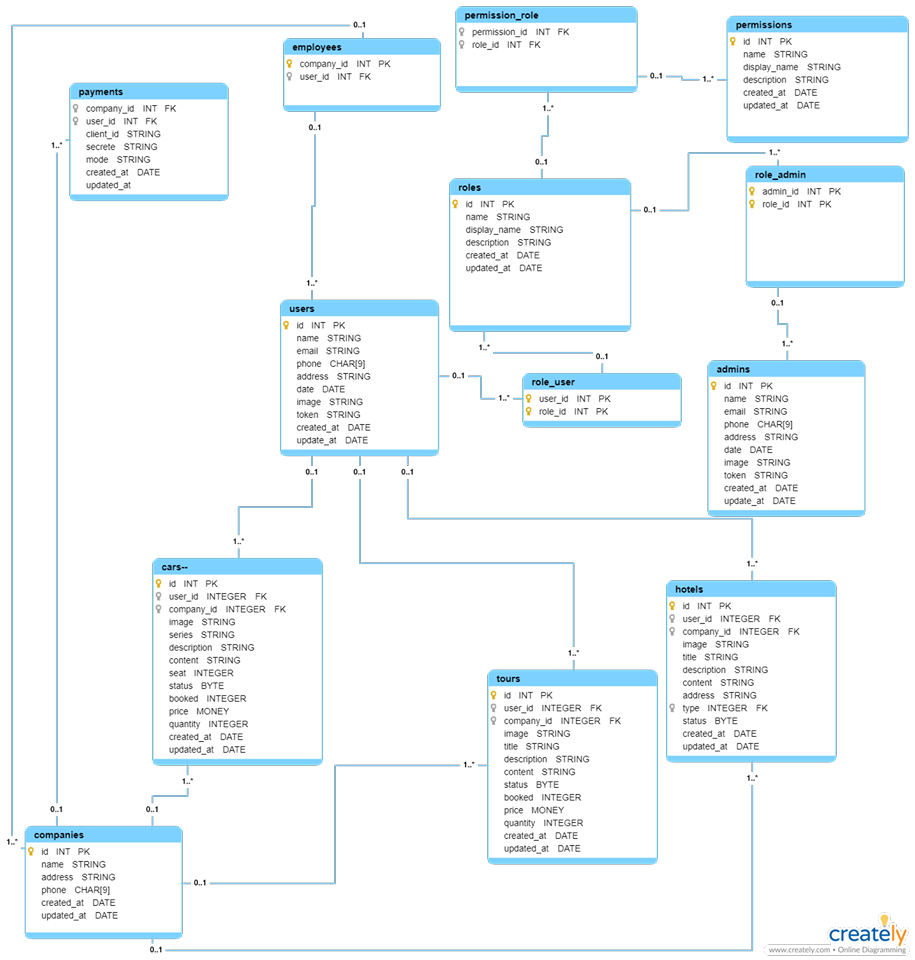 permission_role
permission_id INT FK
role_id INT FK
0..1
employees
company_id INT PK
user_id INT FK
permissions
id INT PK
name STRING
display_name STRING
description STRING
created_at DATE
updated_at DATE
0..1
1..*
payments
company_id INT FK
user_id INT FK
client_id STRING
secrete STRING
mode STRING
created_at DATE
updated_at
1..*
1..*
0..1
0..1
1..*
role_admin
admin_id INT PK
role_id INT PK
roles
id INT PK
name STRING
display_name STRING
description STRING
created_at DATE
updated_at DATE
0..1
1..*
0..1
users
id INT PK
name STRING
email STRING
phone CHAR[9]
address STRING
date DATE
image STRING
token STRING
created_at DATE
update_at DATE
1..*
0..1
1..*
0..1
1..*
role_user
user_id INT PK
role_id INT PK
admins
id INT PK
name STRING
email STRING
phone CHAR[9]
address STRING
date DATE
image STRING
token STRING
created_at DATE
update_at DATE
0..1
0..1
0..1
1..*
1..*
1..*
cars--
id INT PK
user_id INTEGER FK
company_id INTEGER FK
image STRING
series STRING
description STRING
content STRING
seat INTEGER
status BYTE
booked INTEGER
price MONEY
quantity INTEGER
created_at DATE
updated_at DATE
hotels
id INT PK
user_id INTEGER FK
company_id INTEGER FK
image STRING
title STRING
description STRING
content STRING
address STRING
type INTEGER FK
status BYTE
created_at DATE
updated_at DATE
tours
id INT PK
user_id INTEGER FK
company_id INTEGER FK
image STRING
title STRING
description STRING
content STRING
status BYTE
booked INTEGER
price MONEY
quantity INTEGER
created_at DATE
updated_at DATE
1..*
1..*
1..*
0..1
0..1
1..*
companies
id INT PK
name STRING
address STRING
phone CHAR[9]
created_at DATE
updated_at DATE
0..1
0..1
creately
www.creately.com • Online Diagramming